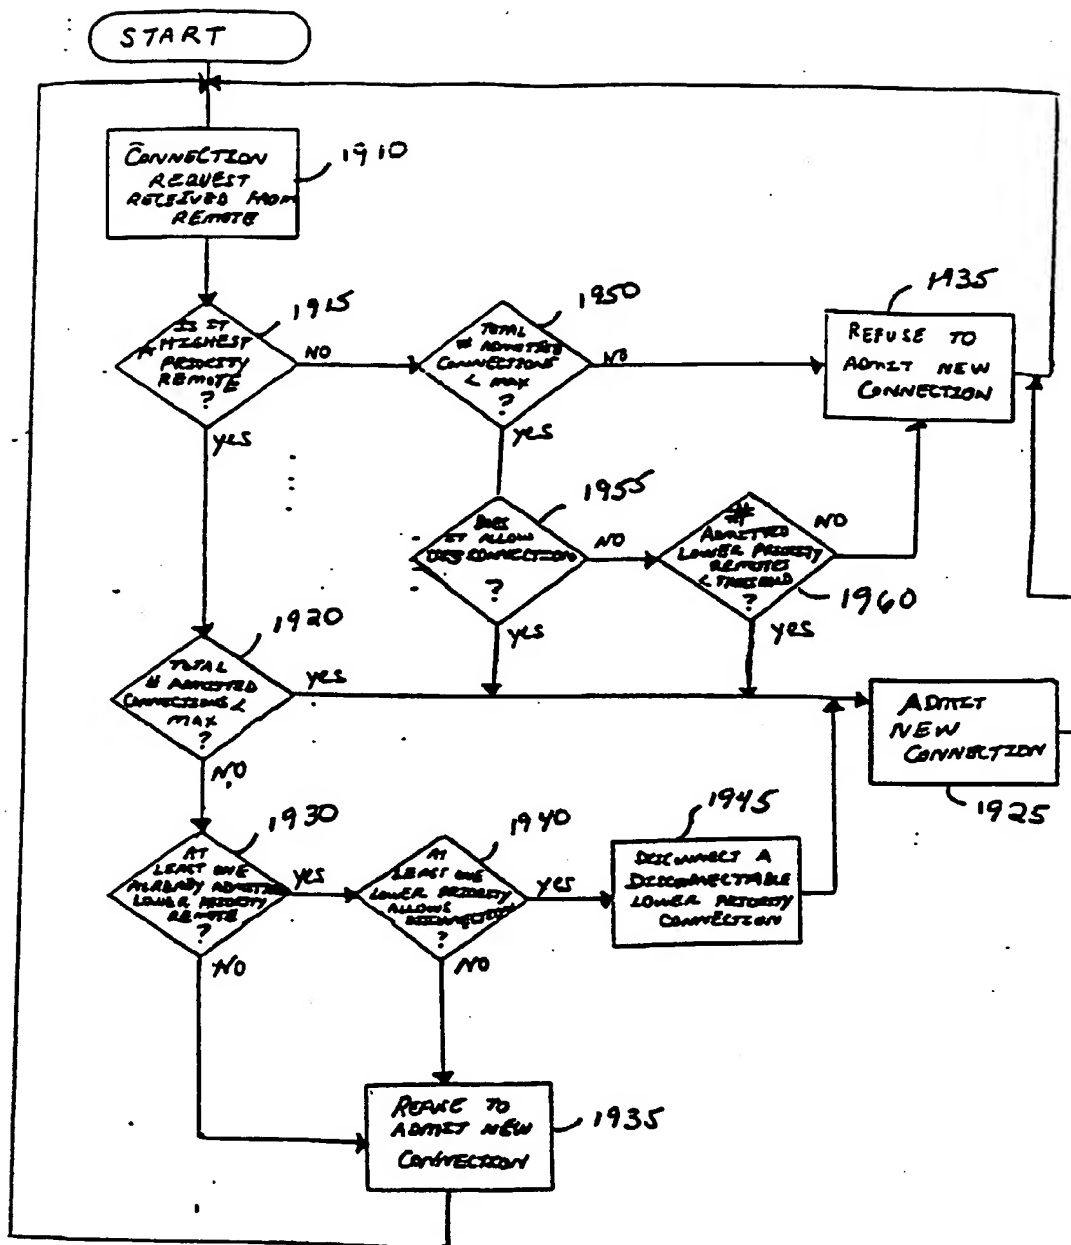 START
CONNECTION
REQUEST
RECEIVED FROM
REMOTE
1910
IS IT
A HIGHEST
PRIORITY
REMOTE
?
1915
NO
yes
TOTAL
# ADMITTED
CONNECTIONS
< MAX
?
1950
NO
yes
REFUSE TO
ADMIT NEW
CONNECTION
1935
DOES
IT ALLOW
DISCONNECTION
?
1955
NO
yes
#
ADMITTED
LOWER PRIORITY
REMOTES
<
?
NO
1960
yes
TOTAL
# ADMITTED
CONNECTIONS <
MAX
?
1920
yes
NO
ADMIT
NEW
CONNECTION
1925
AT
LEAST ONE
ALREADY ADMITTED
LOWER PRIORITY
REMOTE
?
1930
yes
NO
AT
LEAST ONE
LOWER PRIORITY
ALLOWS
DISCONNECTION
?
1940
yes
NO
DISCONNECT A
DISCONNECTABLE
LOWER PRIORITY
CONNECTION
1945
REFUSE TO
ADMIT NEW
CONNECTION
1935